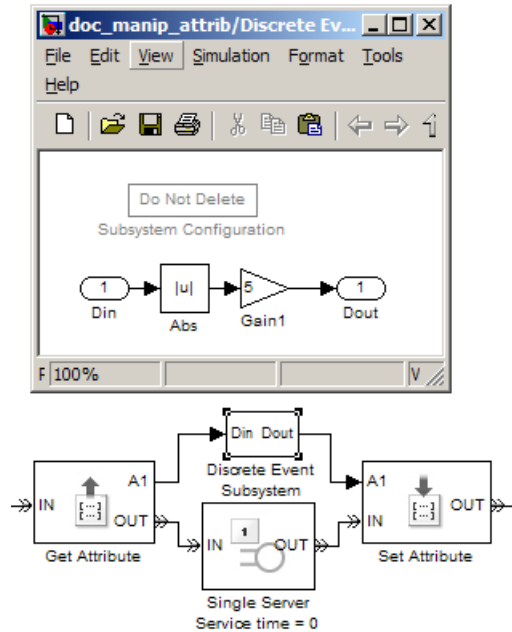 doc_manip_attrib/Discrete Ev...
File Edit View Simulation Format Tools
Help
Do Not Delete
Subsystem Configuration
1 |u| 5 1
Din Abs Gain1 Dout
F 100% V
Din Dout
Discrete Event
Subsystem
A1
IN [...] OUT
Get Attribute
1
IN OUT
Single Server
Service time = 0
A1
IN [...] OUT
Set Attribute